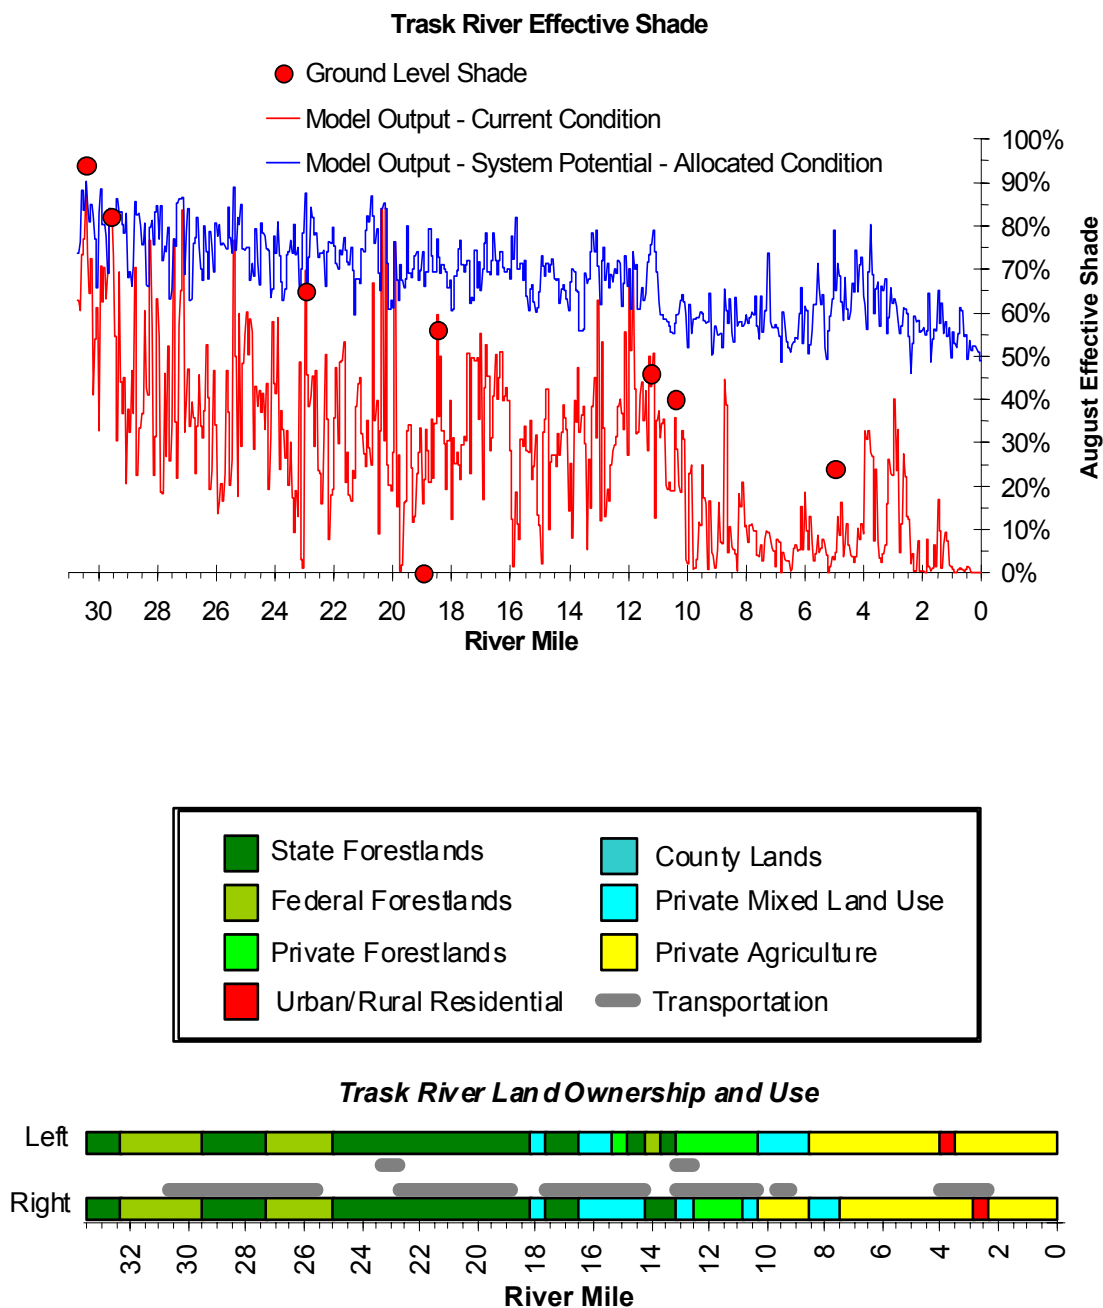 Trask River Effective Shade
Ground Level Shade
Model Output - Current Condition
Model Output - System Potential - Allocated Condition
100%
90%
80%
70%
60%
50%
40%
30%
20%
10%
0%
August Effective Shade
30 28 26 24 22 20 18 16 14 12 10 8 6 4 2 0
River Mile
State Forestlands
County Lands
Federal Forestlands
Private Mixed Land Use
Private Forestlands
Private Agriculture
Urban/Rural Residential
Transportation
Trask River Land Ownership and Use
Left
Right
32 30 28 26 24 22 20 18 16 14 12 10 8 6 4 2 0
River Mile